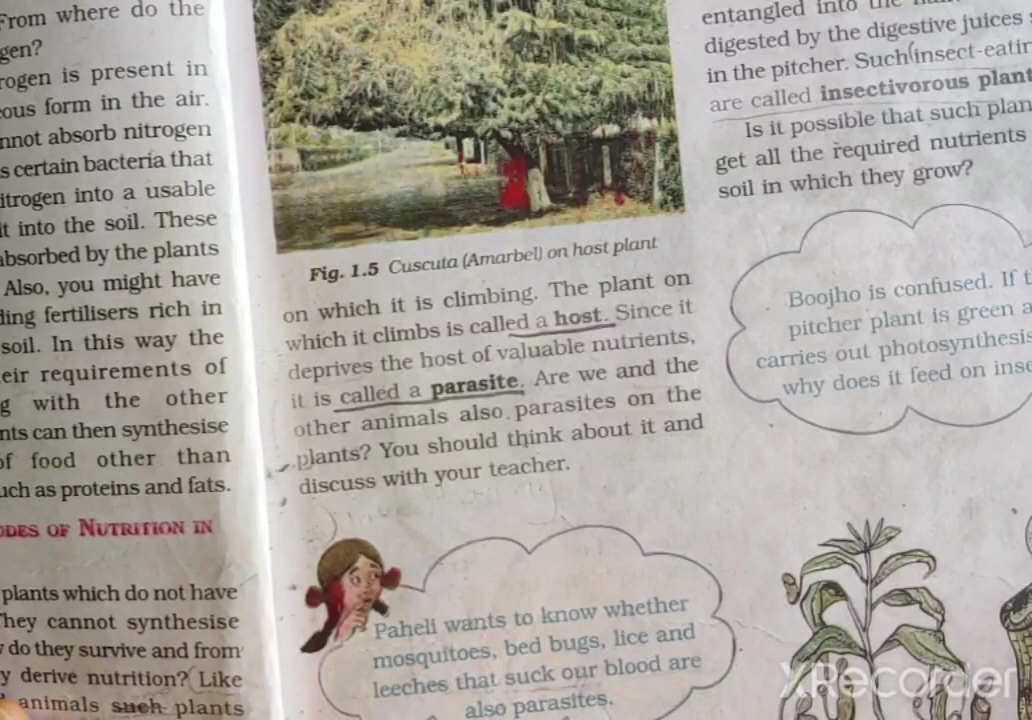 From where do the
gen?
rogen is present in
ous form in the air.
nnot absorb nitrogen
s certain bacteria that
itrogen into a usable
it into the soil. These
absorbed by the plants
Also, you might have
ding fertilisers rich in
soil. In this way the
eir requirements of
g with the other
nts can then synthesise
of food other than
uch as proteins and fats.
ODES OF NUTRITION IN
plants which do not have
They cannot synthesise
do they survive and from
y derive nutrition? Like
animals such plants
Fig. 1.5 Cuscuta (Amarbel) on host plant
on which it is climbing. The plant on
which it climbs is called a host. Since it
deprives the host of valuable nutrients,
it is called a parasite. Are we and the
other animals also parasites on the
plants? You should think about it and
discuss with your teacher.
Paheli wants to know whether
mosquitoes, bed bugs, lice and
leeches that suck our blood are
also parasites.
entangled into the
digested by the digestive juices
in the pitcher. Such insect-eatin
are called insectivorous plant
Is it possible that such plan
get all the required nutrients
soil in which they grow?
Boojho is confused. If t
pitcher plant is green a
carries out photosynthesis
why does it feed on inse
XRecorder